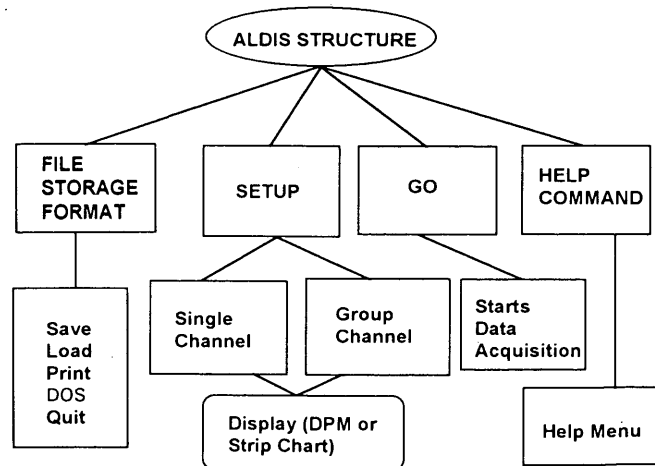 ALDIS STRUCTURE
FILE
STORAGE
FORMAT
SETUP
GO
HELP
COMMAND
Save
Load
Print
DOS
Quit
Single
Channel
Group
Channel
Starts
Data
Acquisition
Display (DPM or
Strip Chart)
Help Menu